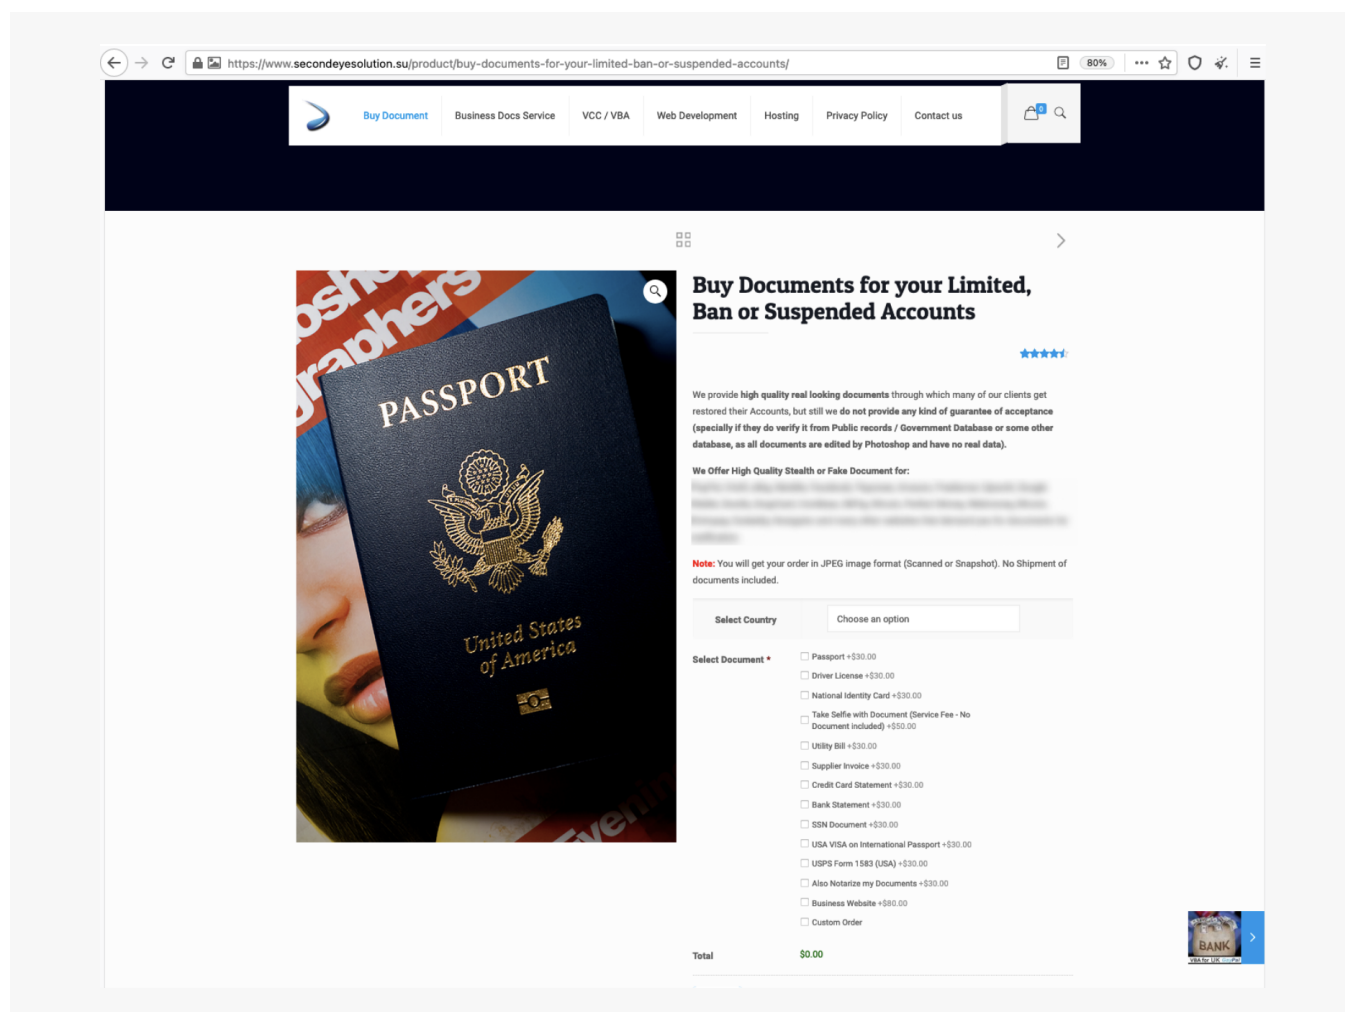 https://www.secondeyesolution.su/product/buy-documents-for-your-limited-ban-or-suspended-accounts/
80%
Buy Document
Business Docs Service
VCC / VBA
Web Development
Hosting
Privacy Policy
Contact us
0
PASSPORT
United States
of America
Buy Documents for your Limited,
Ban or Suspended Accounts
We provide high quality real looking documents through which many of our clients get
restored their Accounts, but still we do not provide any kind of guarantee of acceptance
(specially if they do verify it from Public records / Government Database or some other
database, as all documents are edited by Photoshop and have no real data).
We Offer High Quality Stealth or Fake Document for:
Note: You will get your order in JPEG image format (Scanned or Snapshot). No Shipment of
documents included.
Select Country
Choose an option
Select Document *
Passport +$30.00
Driver License +$30.00
National Identity Card +$30.00
Take Selfie with Document (Service Fee - No
Document included) +$50.00
Utility Bill +$30.00
Supplier Invoice +$30.00
Credit Card Statement +$30.00
Bank Statement +$30.00
SSN Document +$30.00
USA VISA on International Passport +$30.00
USPS Form 1583 (USA) +$30.00
Also Notarize my Documents +$30.00
Business Website +$80.00
Custom Order
Total
$0.00
BANK
VBA for UK